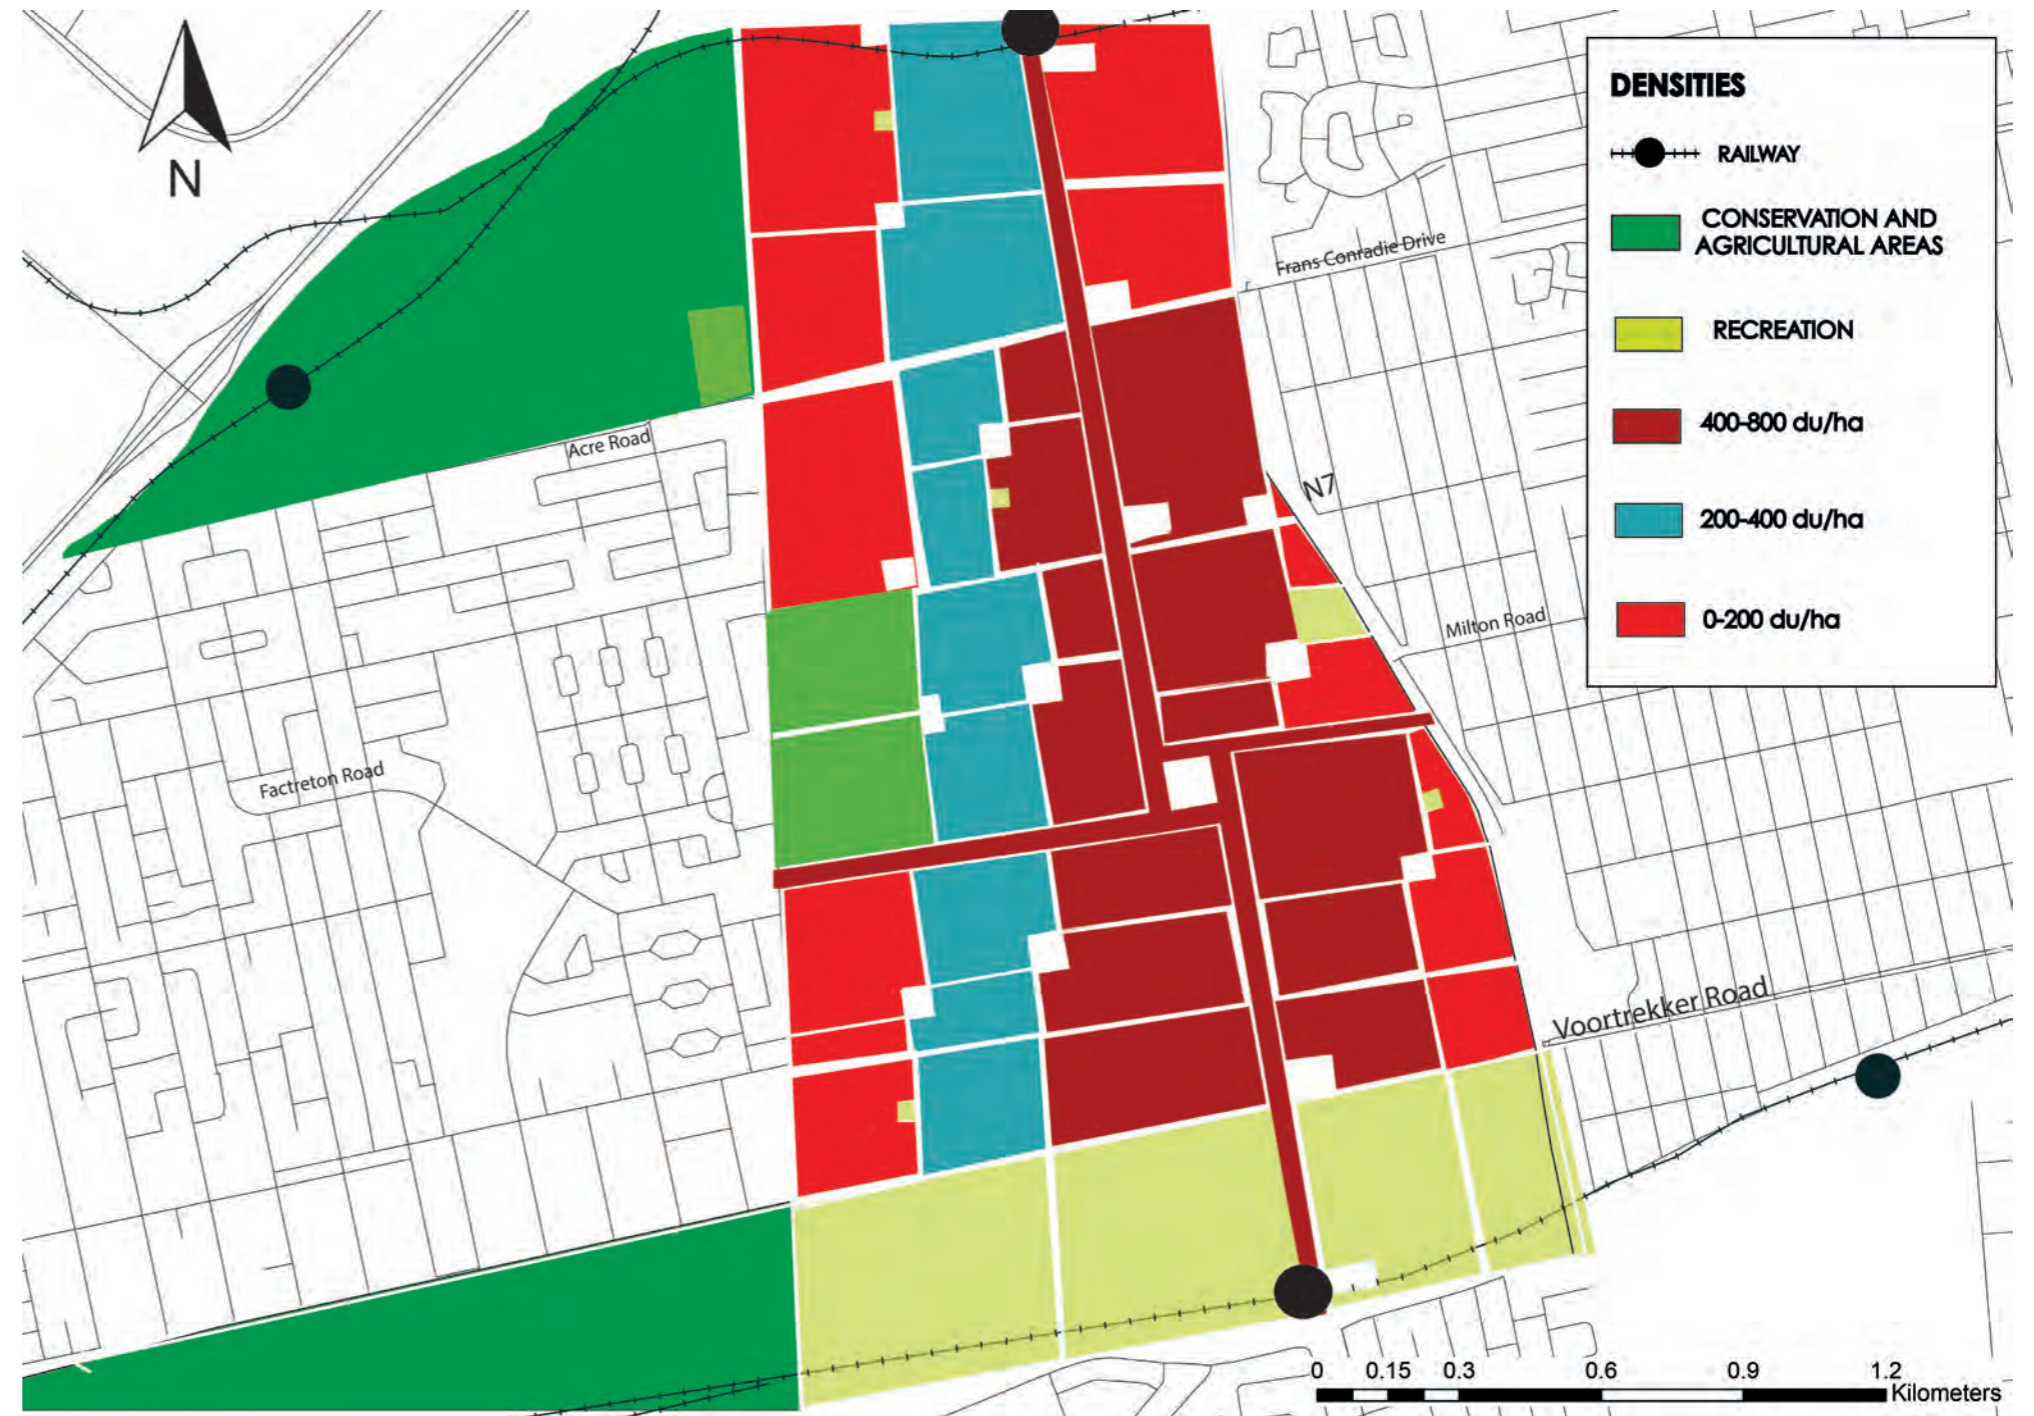 N
DENSITIES
RAILWAY
CONSERVATION AND
AGRICULTURAL AREAS
RECREATION
400-800 du/ha
200-400 du/ha
0-200 du/ha
Frans Conradie Drive
Acre Road
N7
Milton Road
Factreton Road
Voortrekker Road
0 0.15 0.3 0.6 0.9 1.2
Kilometers